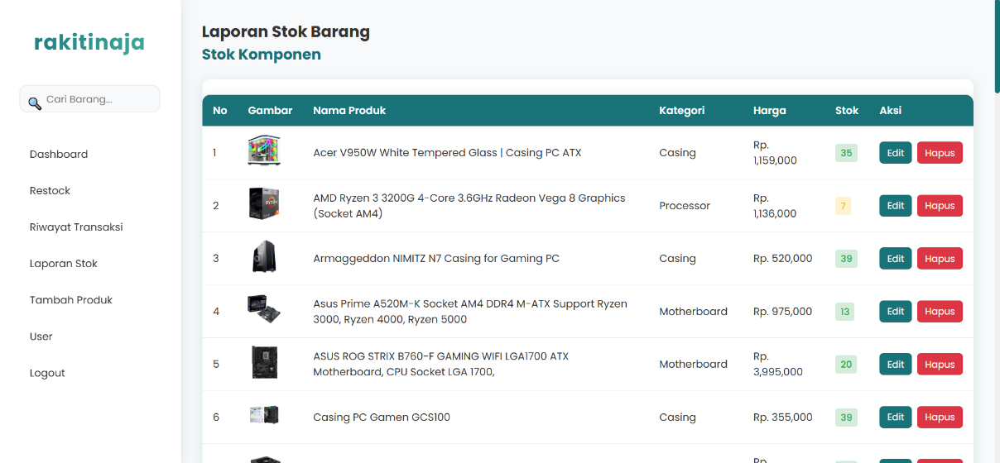 rakitinaja
Cari Barang...
Dashboard
Restock
Riwayat Transaksi
Laporan Stok
Tambah Produk
User
Logout
Laporan Stok Barang
Stok Komponen
No Gambar Nama Produk Kategori Harga Stok Aksi
1 Acer V950W White Tempered Glass | Casing PC ATX Casing Rp.
1,159,000 35 Edit Hapus
2 AMD Ryzen 3 3200G 4-Core 3.6GHz Radeon Vega 8 Graphics
(Socket AM4) Processor Rp.
1,136,000 7 Edit Hapus
3 Armaggeddon NIMITZ N7 Casing for Gaming PC Casing Rp. 520,000 39 Edit Hapus
4 Asus Prime A520M-K Socket AM4 DDR4 M-ATX Support Ryzen
3000, Ryzen 4000, Ryzen 5000 Motherboard Rp. 975,000 13 Edit Hapus
5 ASUS ROG STRIX B760-F GAMING WIFI LGA1700 ATX
Motherboard, CPU Socket LGA 1700, Motherboard Rp.
3,995,000 20 Edit Hapus
6 Casing PC Gamen GCS100 Casing Rp. 355,000 39 Edit Hapus
Rp.